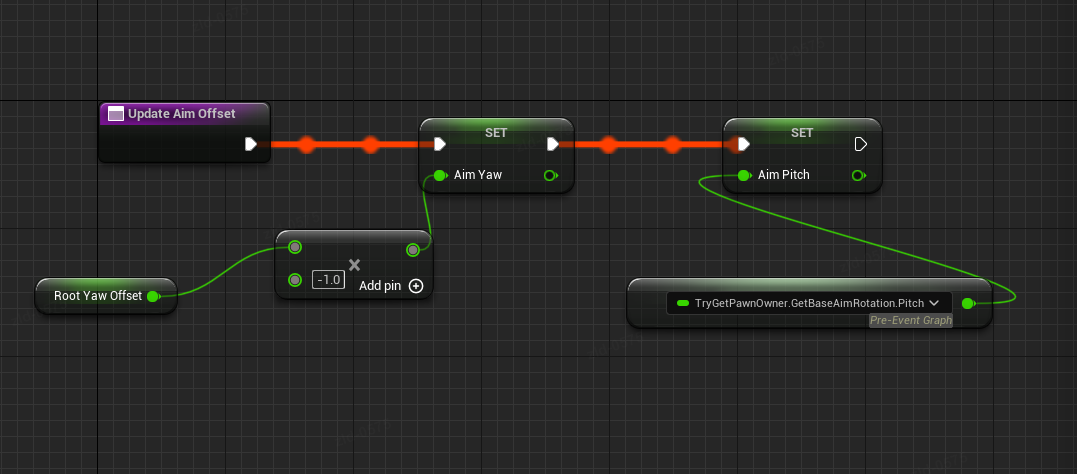 Update Aim Offset
SET
SET
Aim Yaw
Aim Pitch
-1.0
Add pin
Root Yaw Offset
TryGetPawnOwner.GetBaseAimRotation.Pitch
Pre-Event Graph